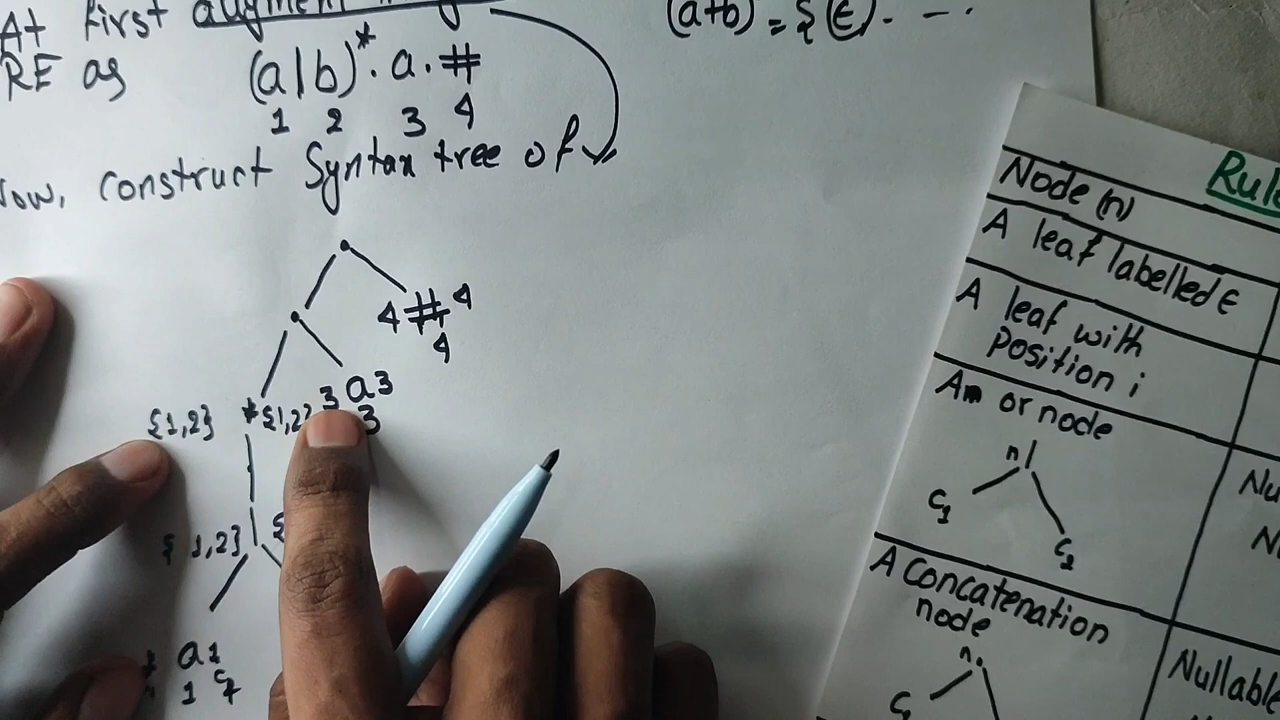 At first augment
(a+b) = {(ϵ). - - .
RE as (a|b)*. a. #
1 2 3 4
Now, construct Syntax tree of
4 # 4
4
{1,2} * {1,2} 3 a 3
3
{ 1,2} {
a 1
1
Node (n)
A leaf labelled ϵ
A leaf with
position i
An or node
n |
C1 C2
A Concatenation
node
n.
C1
Nullable